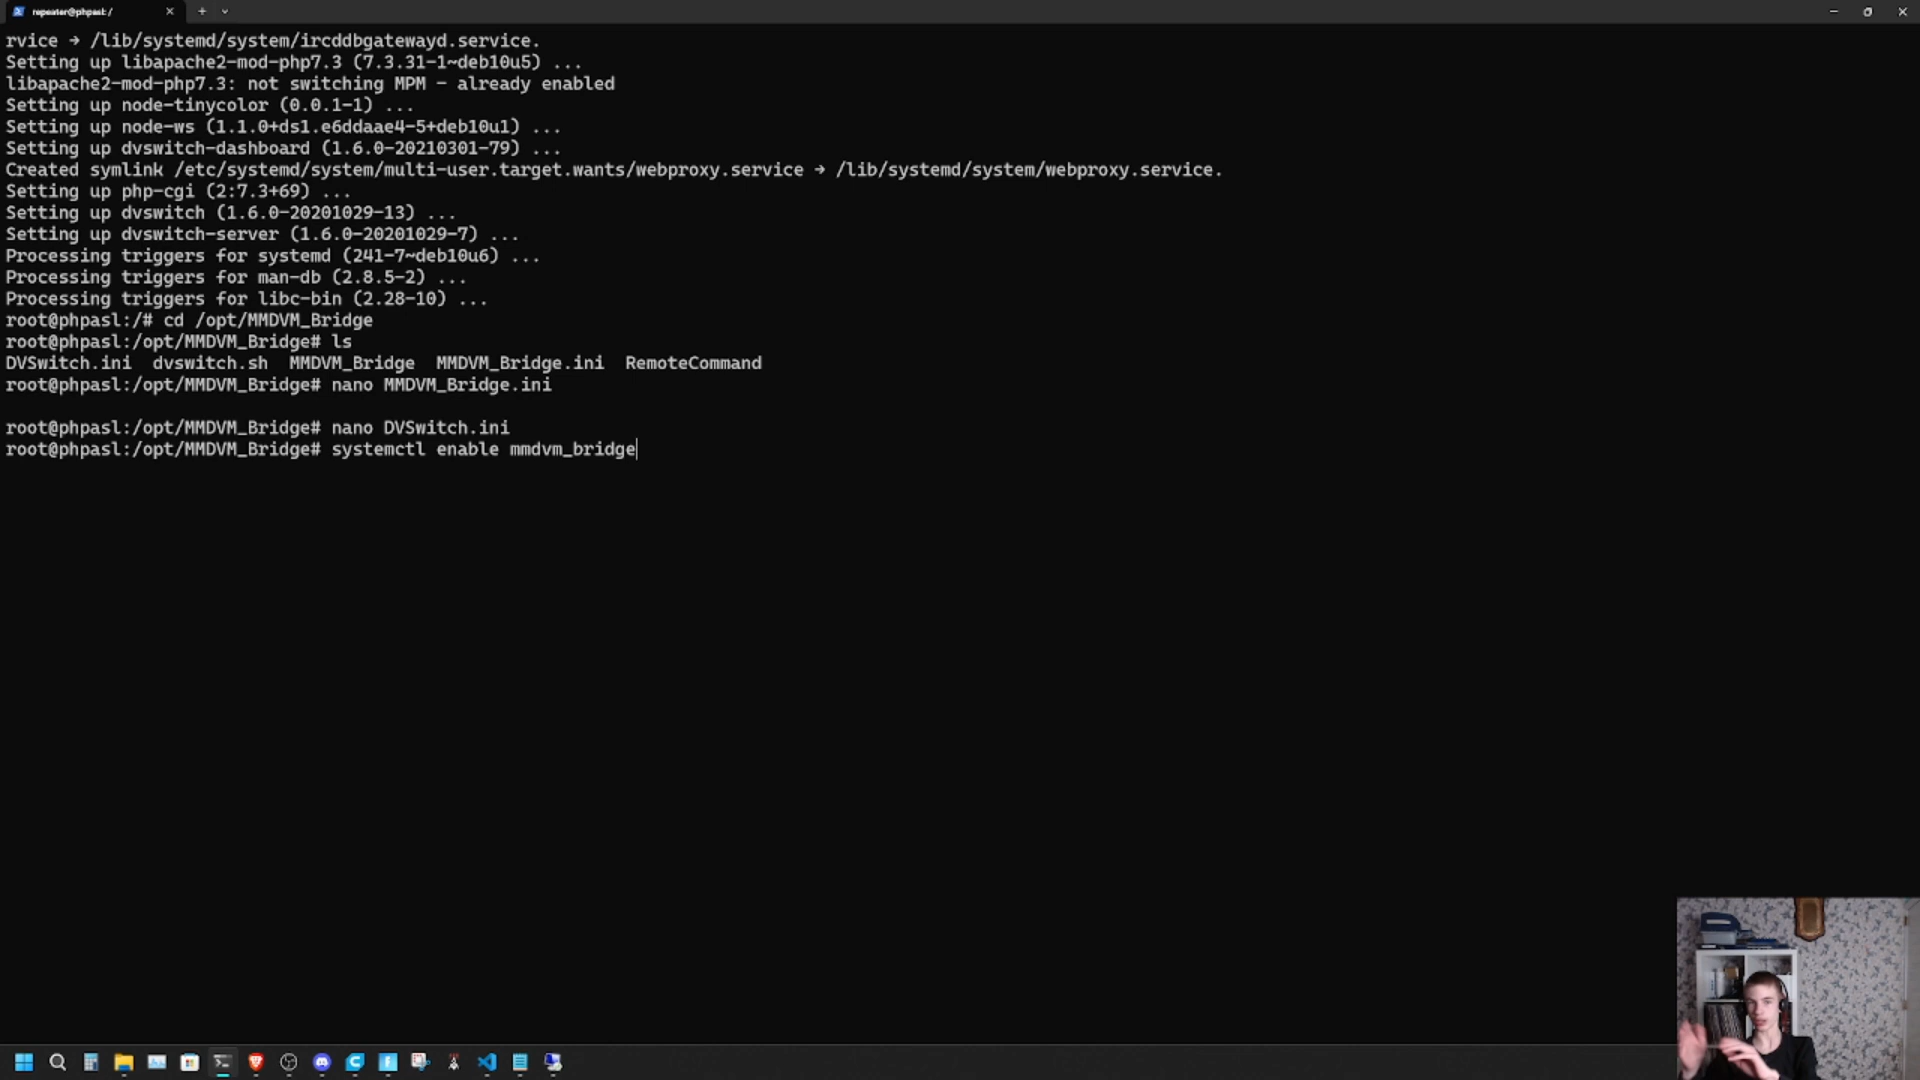 repeater@phpasl: /
rvice → /lib/systemd/system/ircddbgatewayd.service.
Setting up libapache2-mod-php7.3 (7.3.31-1~deb10u5) ...
libapache2-mod-php7.3: not switching MPM - already enabled
Setting up node-tinycolor (0.0.1-1) ...
Setting up node-ws (1.1.0+ds1.e6ddaae4-5+deb10u1) ...
Setting up dvswitch-dashboard (1.6.0-20210301-79) ...
Created symlink /etc/systemd/system/multi-user.target.wants/webproxy.service → /lib/systemd/system/webproxy.service.
Setting up php-cgi (2:7.3+69) ...
Setting up dvswitch (1.6.0-20201029-13) ...
Setting up dvswitch-server (1.6.0-20201029-7) ...
Processing triggers for systemd (241-7~deb10u6) ...
Processing triggers for man-db (2.8.5-2) ...
Processing triggers for libc-bin (2.28-10) ...
root@phpasl:/# cd /opt/MMDVM_Bridge
root@phpasl:/opt/MMDVM_Bridge# ls
DVSwitch.ini  dvswitch.sh  MMDVM_Bridge  MMDVM_Bridge.ini  RemoteCommand
root@phpasl:/opt/MMDVM_Bridge# nano MMDVM_Bridge.ini
root@phpasl:/opt/MMDVM_Bridge# nano DVSwitch.ini
root@phpasl:/opt/MMDVM_Bridge# systemctl enable mmdvm_bridge